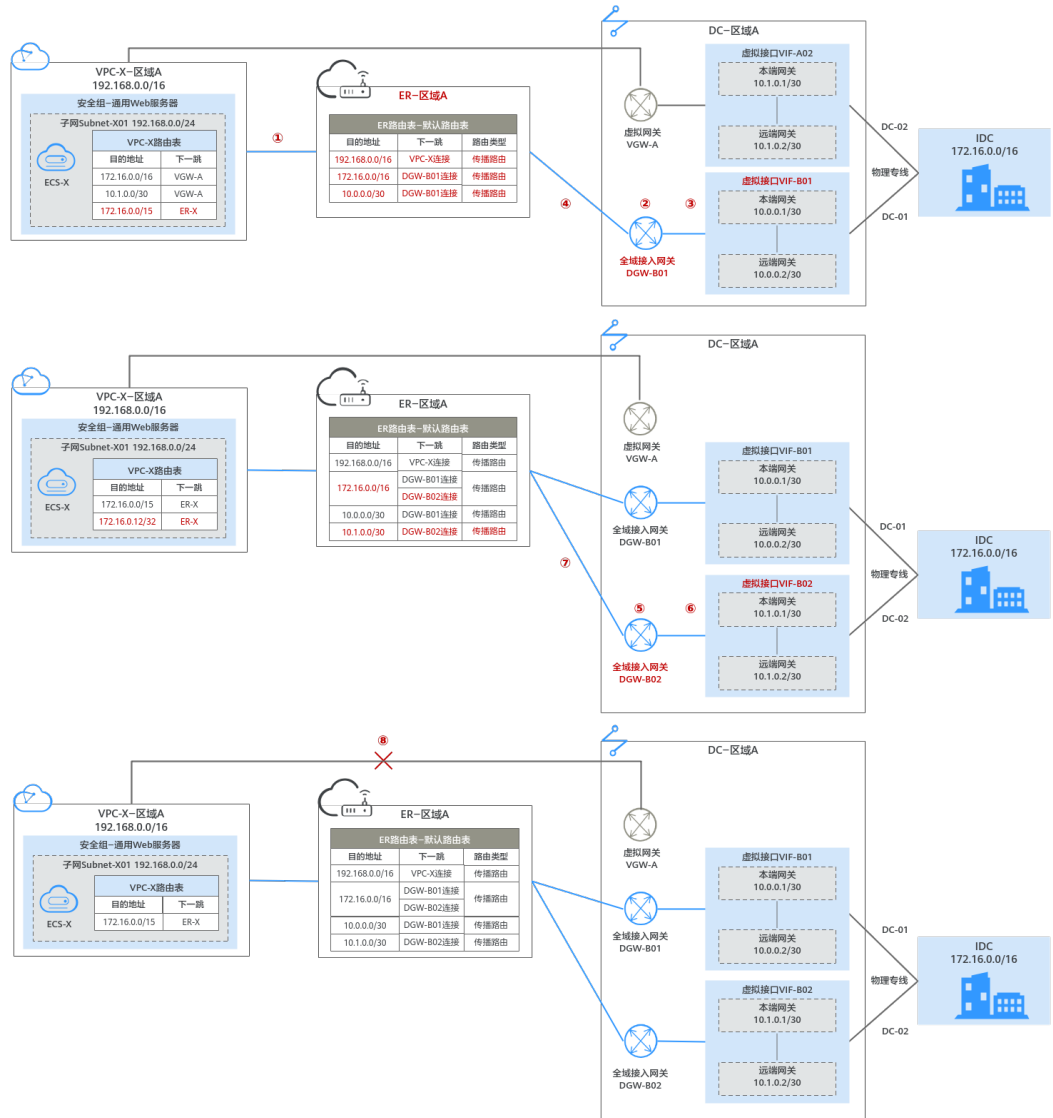 DC-区域A
VPC-X-区域A
192.168.0.0/16
安全组-通用Web服务器
子网Subnet-X01 192.168.0.0/24
VPC-X路由表
目的地址 下一跳
172.16.0.0/16 VGW-A
10.1.0.0/30 VGW-A
172.16.0.0/15 ER-X
ECS-X
①
ER-区域A
ER路由表-默认路由表
目的地址 下一跳 路由类型
192.168.0.0/16 VPC-X连接 传播路由
172.16.0.0/16 DGW-B01连接 传播路由
10.0.0.0/30 DGW-B01连接 传播路由
④
虚拟网关
VGW-A
②
③
全域接入网关
DGW-B01
虚拟接口VIF-A02
本端网关
10.1.0.1/30
远端网关
10.1.0.2/30
虚拟接口VIF-B01
本端网关
10.0.0.1/30
远端网关
10.0.0.2/30
DC-02
物理专线
DC-01
IDC
172.16.0.0/16
DC-区域A
VPC-X-区域A
192.168.0.0/16
安全组-通用Web服务器
子网Subnet-X01 192.168.0.0/24
VPC-X路由表
目的地址 下一跳
172.16.0.0/15 ER-X
172.16.0.12/32 ER-X
ECS-X
ER-区域A
ER路由表-默认路由表
目的地址 下一跳 路由类型
192.168.0.0/16 VPC-X连接 传播路由
172.16.0.0/16 DGW-B01连接 传播路由
DGW-B02连接
10.0.0.0/30 DGW-B01连接 传播路由
10.1.0.0/30 DGW-B02连接 传播路由
⑦
虚拟网关
VGW-A
全域接入网关
DGW-B01
⑤
⑥
全域接入网关
DGW-B02
虚拟接口VIF-B01
本端网关
10.0.0.1/30
远端网关
10.0.0.2/30
虚拟接口VIF-B02
本端网关
10.1.0.1/30
远端网关
10.1.0.2/30
DC-01
物理专线
DC-02
IDC
172.16.0.0/16
⑧
DC-区域A
VPC-X-区域A
192.168.0.0/16
安全组-通用Web服务器
子网Subnet-X01 192.168.0.0/24
VPC-X路由表
目的地址 下一跳
172.16.0.0/15 ER-X
ECS-X
ER-区域A
ER路由表-默认路由表
目的地址 下一跳 路由类型
192.168.0.0/16 VPC-X连接 传播路由
172.16.0.0/16 DGW-B01连接 传播路由
DGW-B02连接
10.0.0.0/30 DGW-B01连接 传播路由
10.1.0.0/30 DGW-B02连接 传播路由
虚拟网关
VGW-A
全域接入网关
DGW-B01
全域接入网关
DGW-B02
虚拟接口VIF-B01
本端网关
10.0.0.1/30
远端网关
10.0.0.2/30
虚拟接口VIF-B02
本端网关
10.1.0.1/30
远端网关
10.1.0.2/30
DC-01
物理专线
DC-02
IDC
172.16.0.0/16